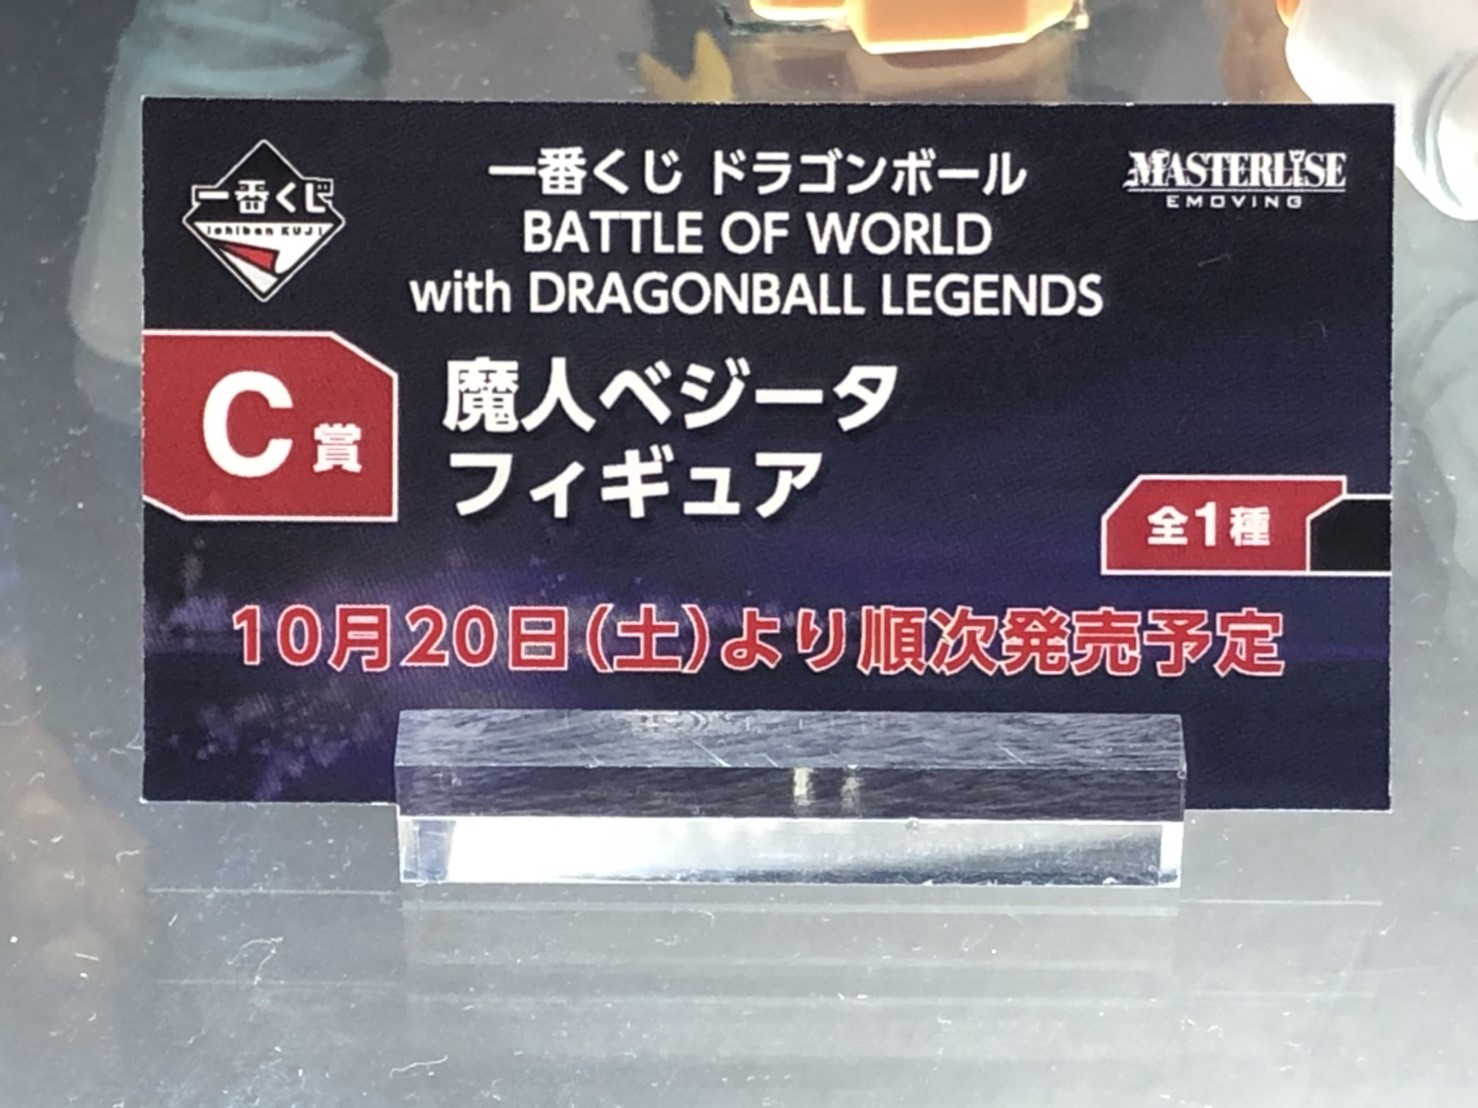 一番くじ
Ichiban KUJI
一番くじ ドラゴンボール
BATTLE OF WORLD
with DRAGONBALL LEGENDS
MASTERLISE
EMOVING
C賞
魔人ベジータ
フィギュア
全1種
10月20日(土)より順次発売予定